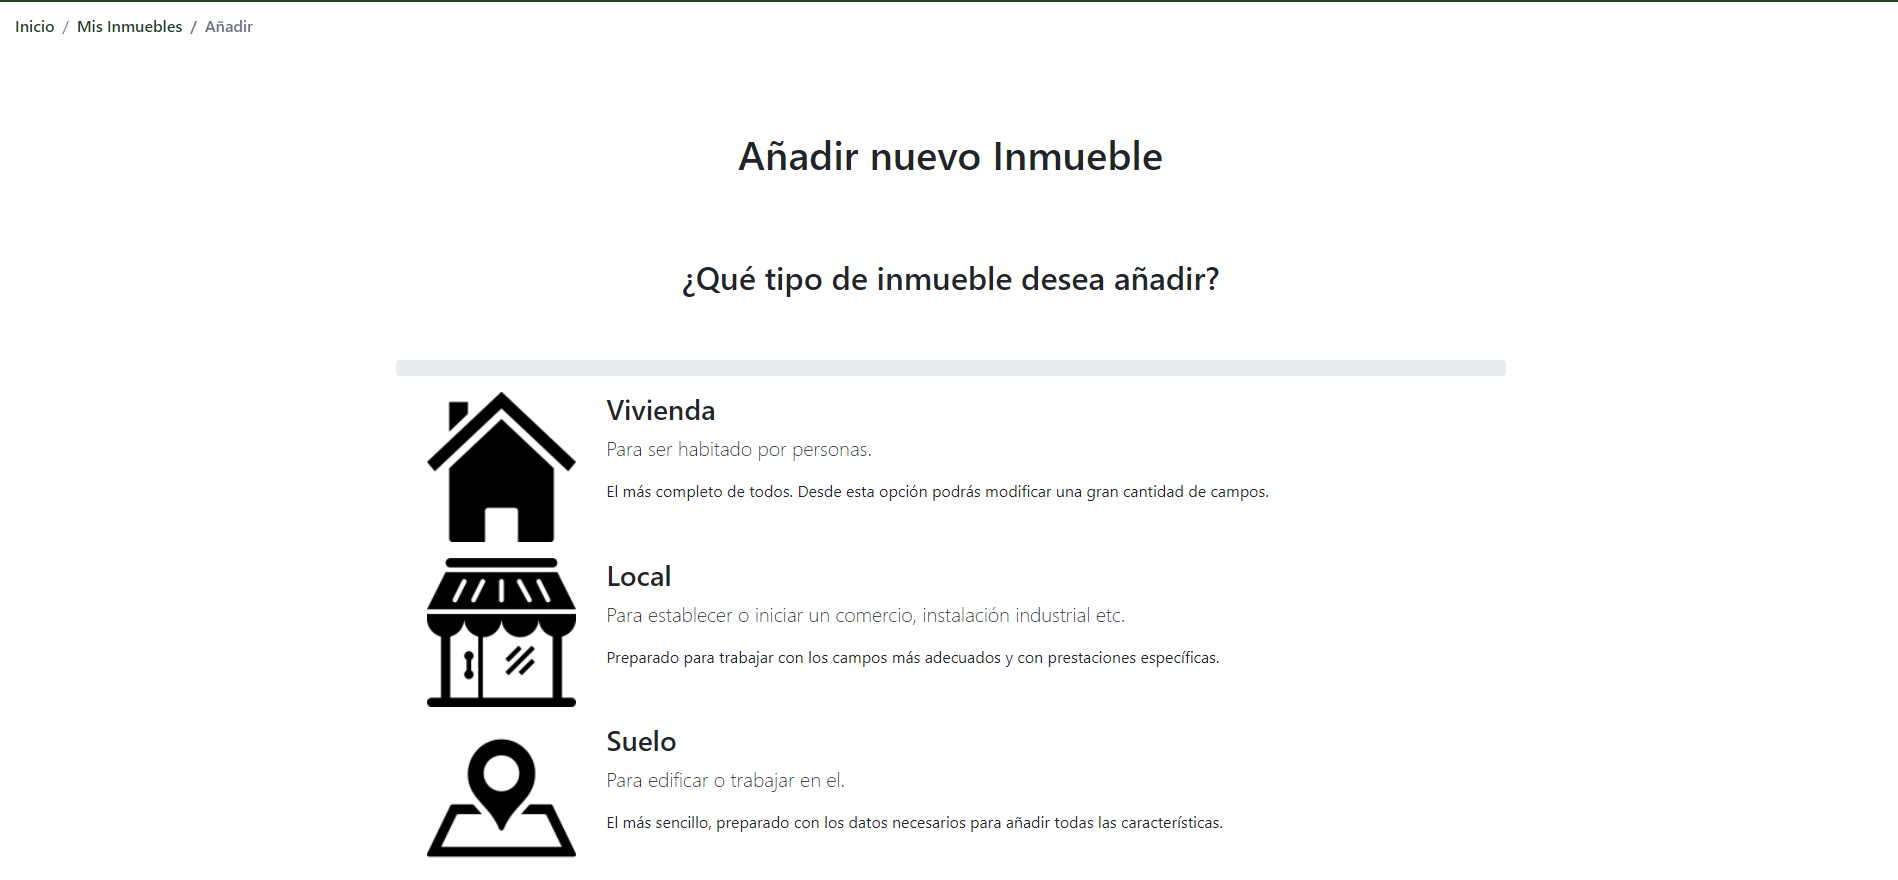 Inicio / Mis Inmuebles / Añadir
Añadir nuevo Inmueble
¿Qué tipo de inmueble desea añadir?
Vivienda
Para ser habitado por personas.
El más completo de todos. Desde esta opción podrás modificar una gran cantidad de campos.
Local
Para establecer o iniciar un comercio, instalación industrial etc.
Preparado para trabajar con los campos más adecuados y con prestaciones específicas.
Suelo
Para edificar o trabajar en el.
El más sencillo, preparado con los datos necesarios para añadir todas las características.